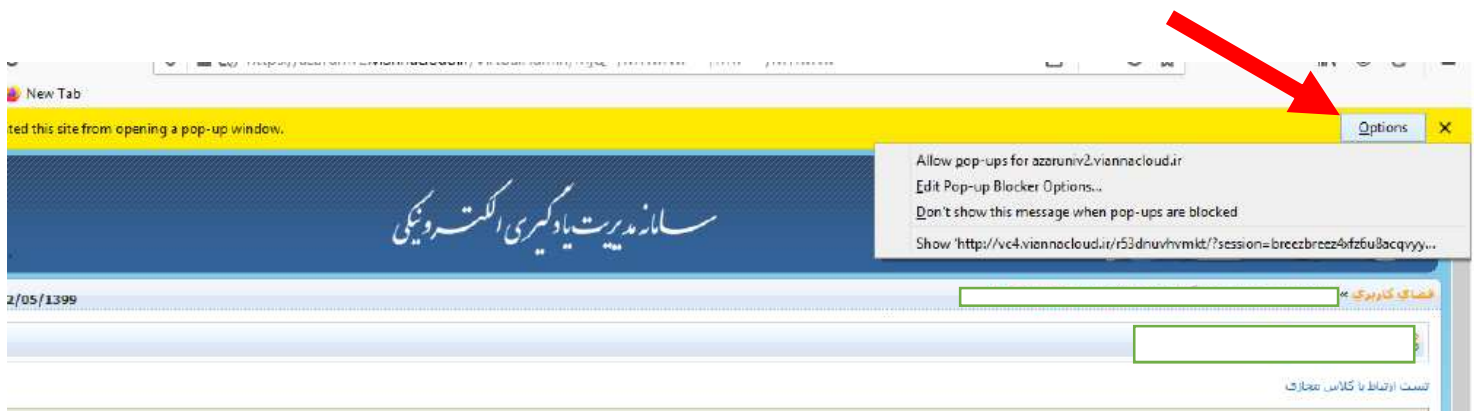 New Tab
ted this site from opening a pop-up window.
Options
Allow pop-ups for azaruniv2.viannacloud.ir
Edit Pop-up Blocker Options...
Don't show this message when pop-ups are blocked
Show 'http://vc4.viannacloud.ir/r53dnuvhvmkt/?session=breezbreez4xfz6u8acqvyy...
سامانه مدیریت یادگیری الکترونیکی
2/05/1399
فضای کاربری »
تست ارتباط با کلاس مجازی